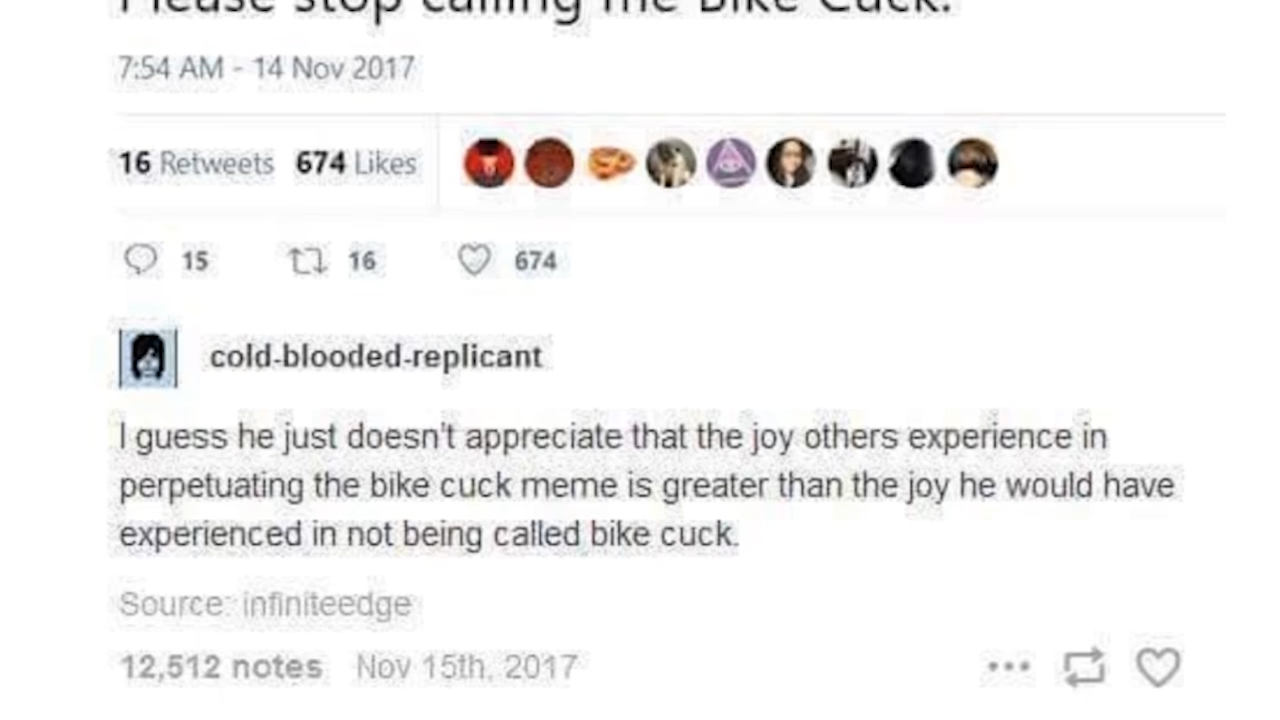 Please stop calling me Bike Cuck.
7:54 AM - 14 Nov 2017
16 Retweets 674 Likes
15 16 674
cold-blooded-replicant
I guess he just doesn't appreciate that the joy others experience in
perpetuating the bike cuck meme is greater than the joy he would have
experienced in not being called bike cuck.
Source: infiniteedge
12,512 notes Nov 15th, 2017